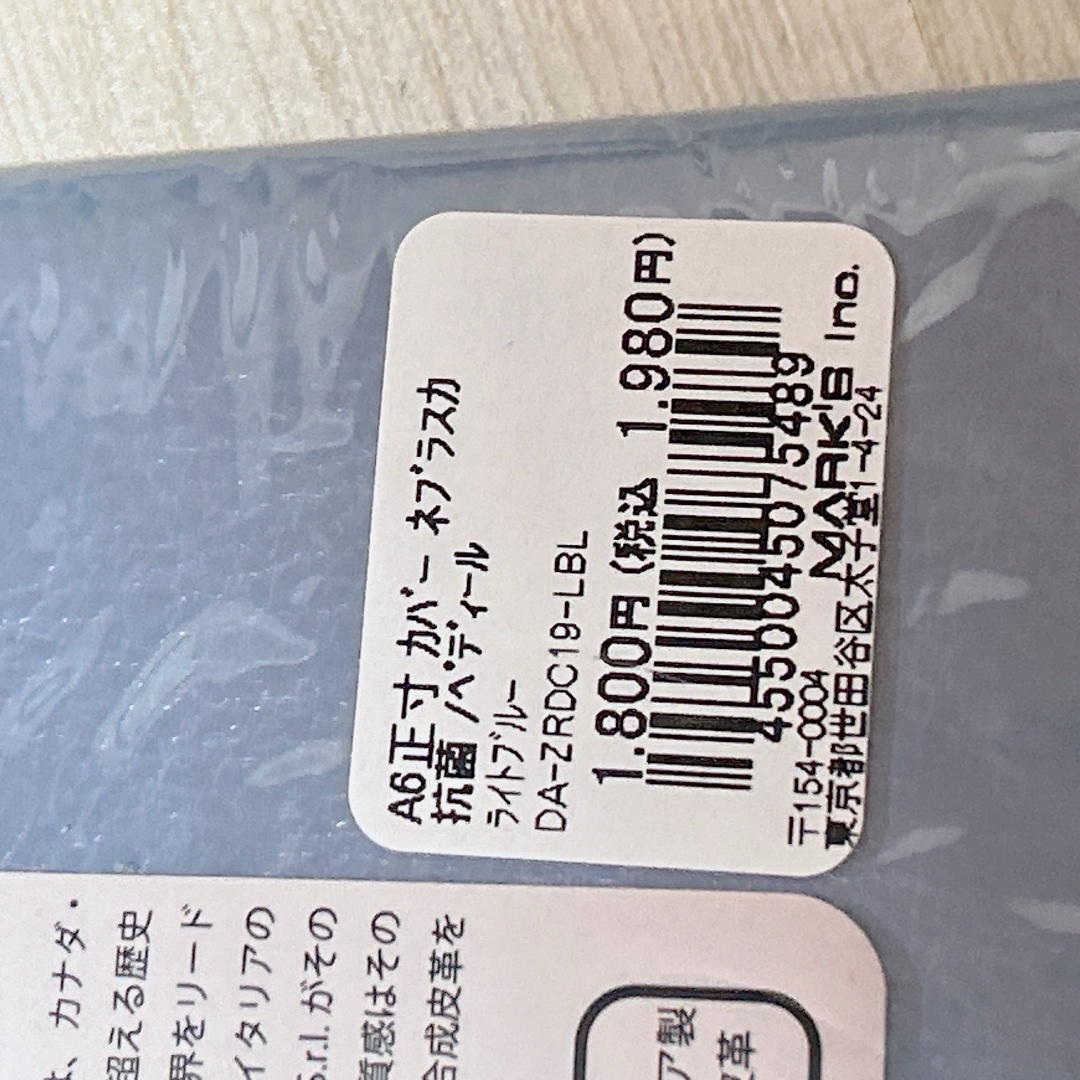 A6正寸 カバー ネブラスカ
抗菌 ノベディール
ライトブルー
DA-ZRDC19-LBL
1.800円 (税込 1.980円)
4550045075489
MARK'S Inc.
〒154-0004
東京都世田谷区太子堂1-4-24
、カナダ・
超える歴史
界をリード
イタリアの
s.r.l.がその
質感はその
合成皮革を
ア製
革